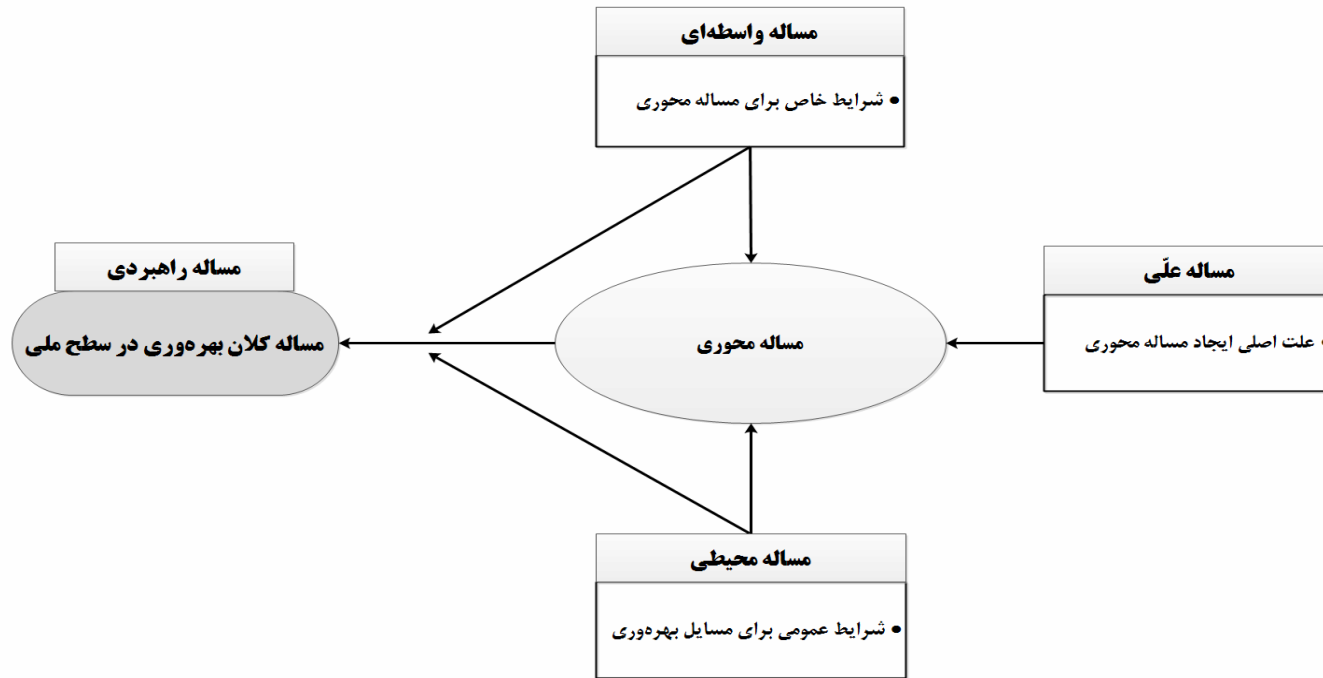 مساله واسطه‌ای
• شرایط خاص برای مساله محوری
مساله علّی
• علت اصلی ایجاد مساله محوری
مساله محوری
مساله راهبردی
مساله کلان بهره‌وری در سطح ملی
مساله محیطی
• شرایط عمومی برای مسایل بهره‌وری